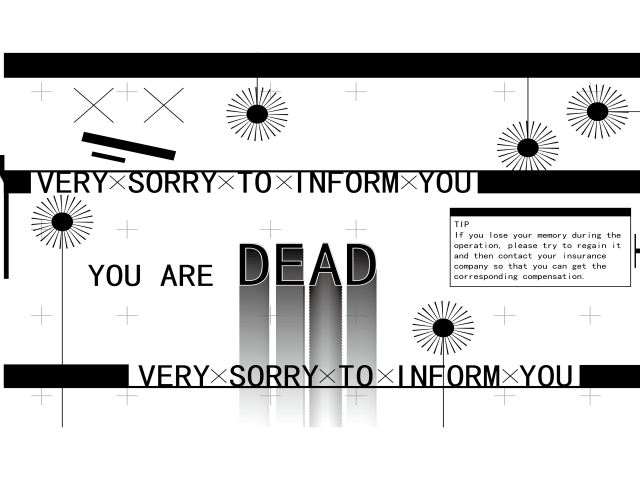 VERY×SORRY×TO×INFORM×YOU
TIP
If you lose your memory during the
operation, please try to regain it
and then contact your insurance
company so that you can get the
corresponding compensation.
YOU ARE DEAD
VERY×SORRY×TO×INFORM×YOU